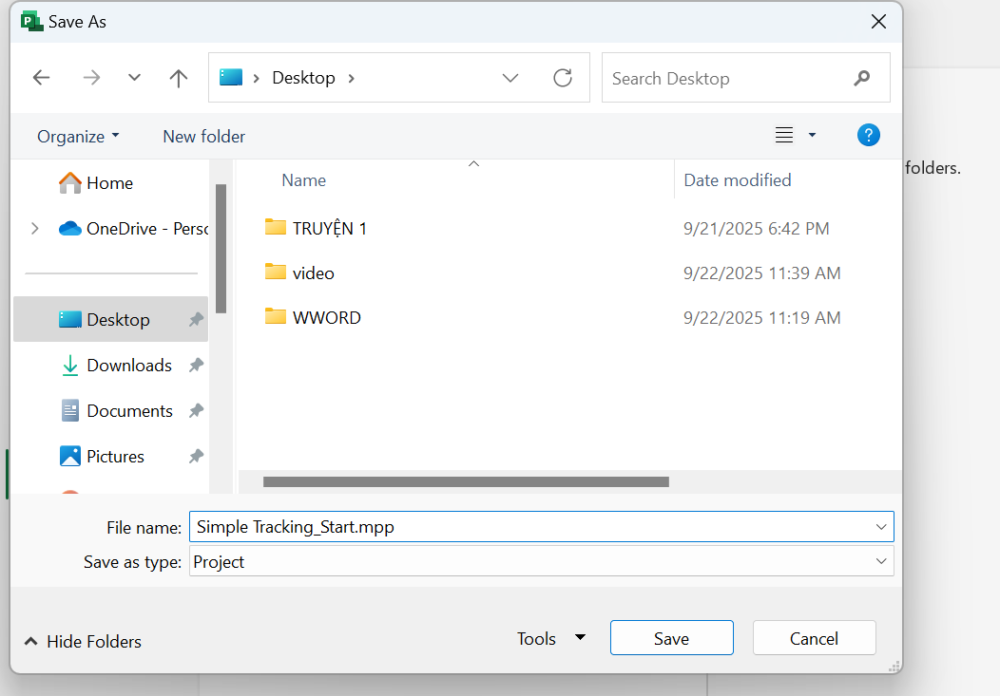 Save As
Desktop
Search Desktop
Organize
New folder
folders.
Home
OneDrive - Perso
Desktop
Downloads
Documents
Pictures
Name
Date modified
TRUYỆN 1
9/21/2025 6:42 PM
video
9/22/2025 11:39 AM
WWORD
9/22/2025 11:19 AM
File name:
Simple Tracking_Start.mpp
Save as type:
Project
Hide Folders
Tools
Save
Cancel